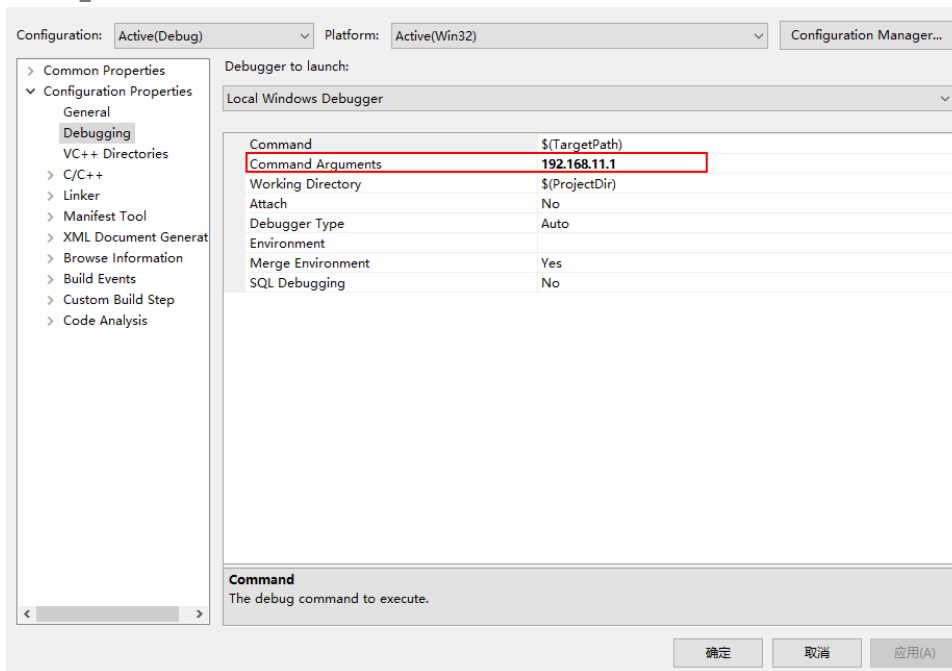 Configuration: Active(Debug) Platform: Active(Win32) Configuration Manager...
Common Properties
Configuration Properties
General
Debugging
VC++ Directories
C/C++
Linker
Manifest Tool
XML Document Generat
Browse Information
Build Events
Custom Build Step
Code Analysis
Debugger to launch:
Local Windows Debugger
Command $(TargetPath)
Command Arguments 192.168.11.1
Working Directory $(ProjectDir)
Attach No
Debugger Type Auto
Environment
Merge Environment Yes
SQL Debugging No
Command
The debug command to execute.
确定 取消 应用(A)